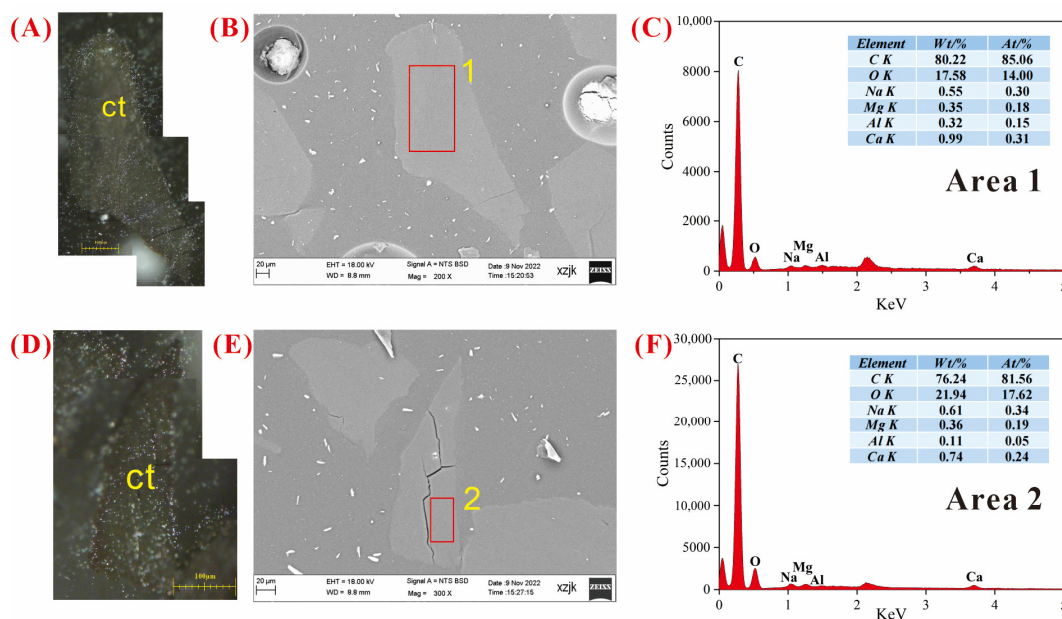 (A)
ct
100μm
(B)
1
20 μm
EHT = 18.00 kV
Signal A = NTS BSD
Date :9 Nov 2022
WD = 8.8 mm
Mag = 200 X
Time :15:20:53
xzjk
ZEISS
(C)
10,000
8000
6000
4000
2000
0
Counts
C
O
Na
Mg
Al
Ca
0 1 2 3 4 5
KeV
Element Wt/% At/%
C K 80.22 85.06
O K 17.58 14.00
Na K 0.55 0.30
Mg K 0.35 0.18
Al K 0.32 0.15
Ca K 0.99 0.31
Area 1
(D)
ct
100μm
(E)
2
20 μm
EHT = 18.00 kV
Signal A = NTS BSD
Date :9 Nov 2022
WD = 8.8 mm
Mag = 300 X
Time :15:27:15
xzjk
ZEISS
(F)
30,000
25,000
20,000
15,000
10,000
5000
0
Counts
C
O
Na
Mg
Al
Ca
0 1 2 3 4 5
KeV
Element Wt/% At/%
C K 76.24 81.56
O K 21.94 17.62
Na K 0.61 0.34
Mg K 0.36 0.19
Al K 0.11 0.05
Ca K 0.74 0.24
Area 2